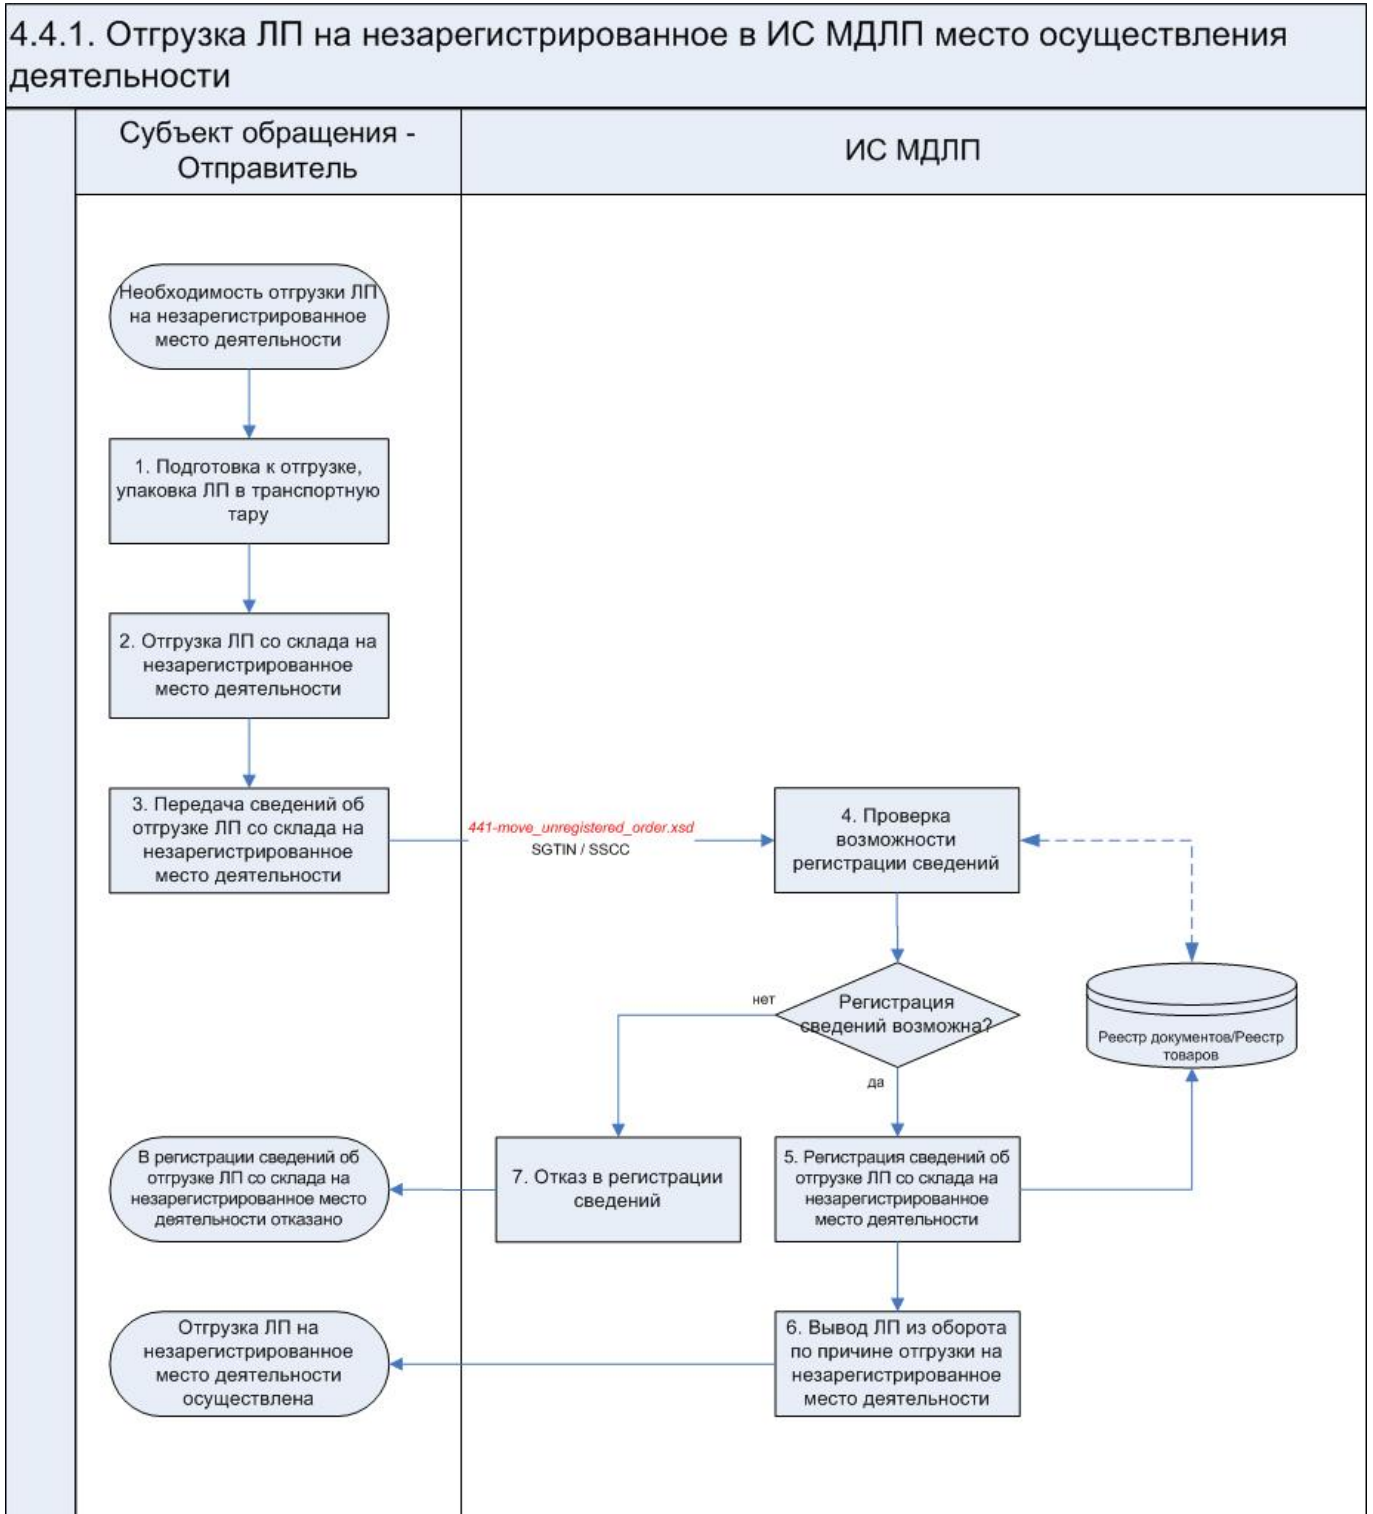 4.4.1. Отгрузка ЛП на незарегистрированное в ИС МДЛП место осуществления
деятельности
Субъект обращения -
Отправитель
ИС МДЛП
Необходимость отгрузки ЛП
на незарегистрированное
место деятельности
1. Подготовка к отгрузке,
упаковка ЛП в транспортную
тару
2. Отгрузка ЛП со склада на
незарегистрированное
место деятельности
3. Передача сведений об
отгрузке ЛП со склада на
незарегистрированное
место деятельности
441-move_unregistered_order.xsd
SGTIN / SSCC
4. Проверка
возможности
регистрации сведений
нет
Регистрация
сведений возможна?
да
Реестр документов/Реестр
товаров
В регистрации сведений об
отгрузке ЛП со склада на
незарегистрированное место
деятельности отказано
7. Отказ в регистрации
сведений
5. Регистрация сведений об
отгрузке ЛП со склада на
незарегистрированное
место деятельности
Отгрузка ЛП на
незарегистрированное
место деятельности
осуществлена
6. Вывод ЛП из оборота
по причине отгрузки на
незарегистрированное
место деятельности